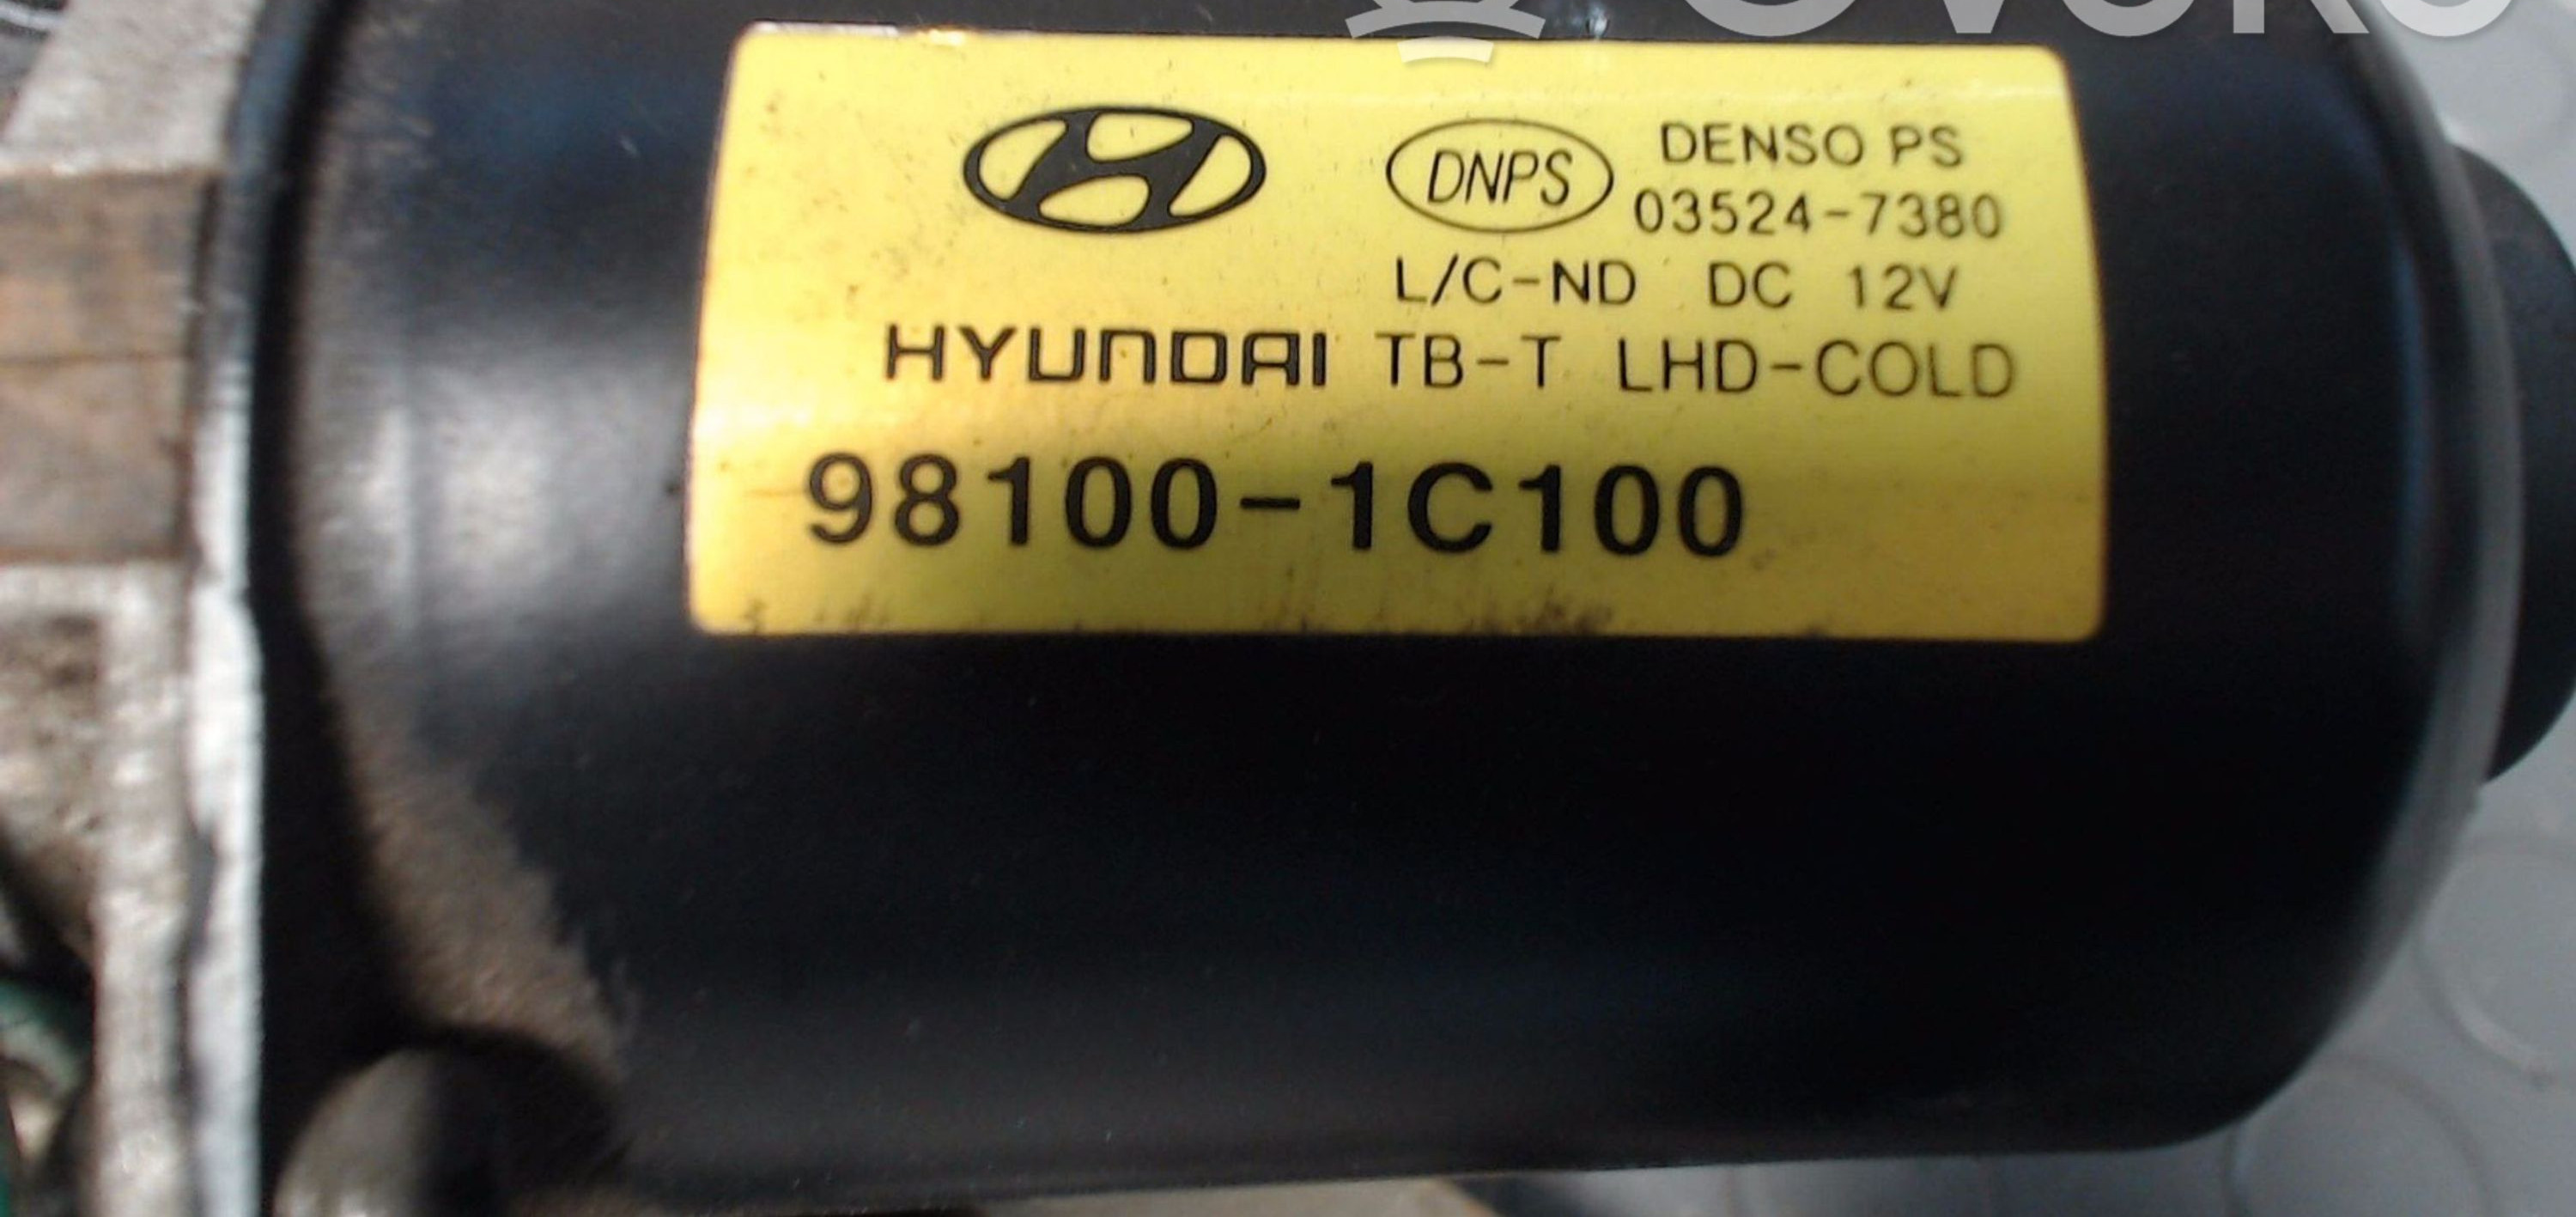 DNPS DENSO PS
03524-7380
L/C-ND DC 12V
HYUNDAI TB-T LHD-COLD
98100-1C100